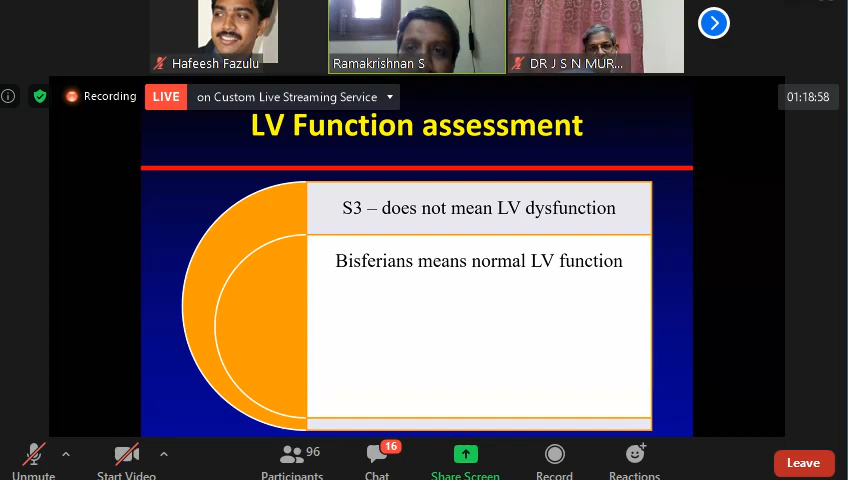 Hafeesh Fazulu
Ramakrishnan S
DR J S N MUR...
Recording
LIVE
on Custom Live Streaming Service
01:18:58
LV Function assessment
S3 – does not mean LV dysfunction
Bisferians means normal LV function
96
16
Unmute
Start Video
Participants
Chat
Share Screen
Record
Reactions
Leave